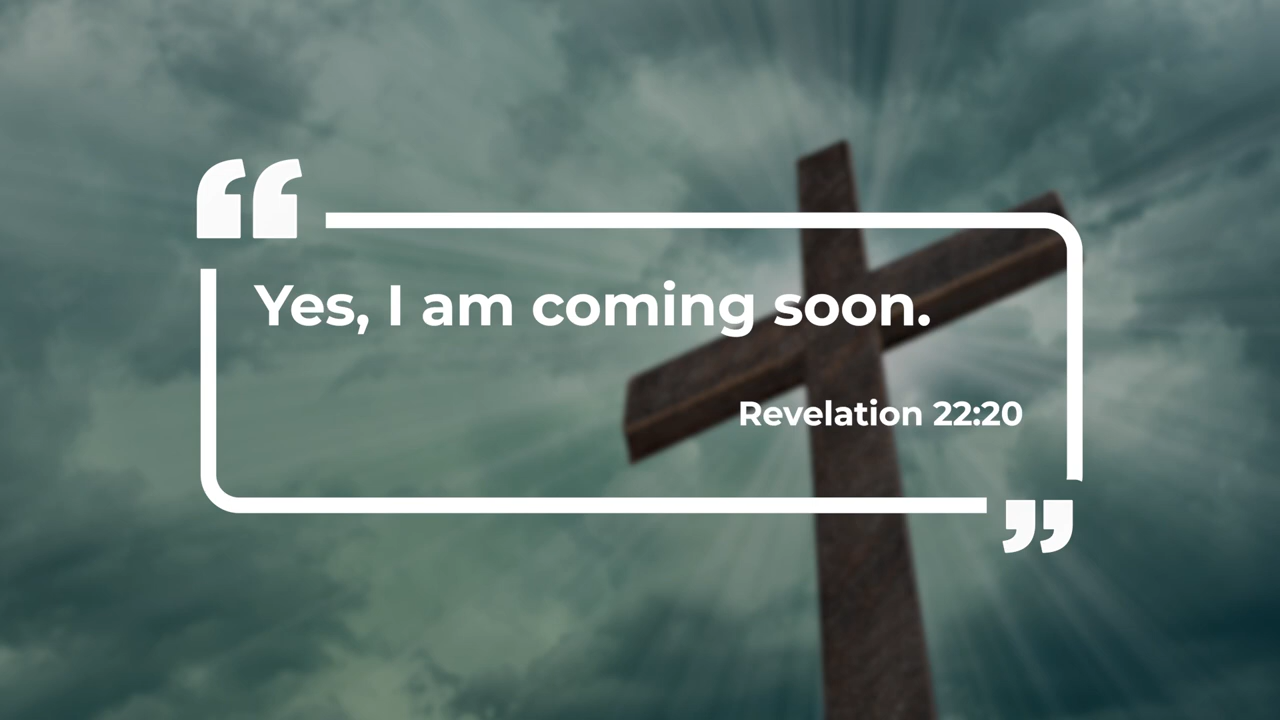 “
Yes, I am coming soon.
Revelation 22:20
”